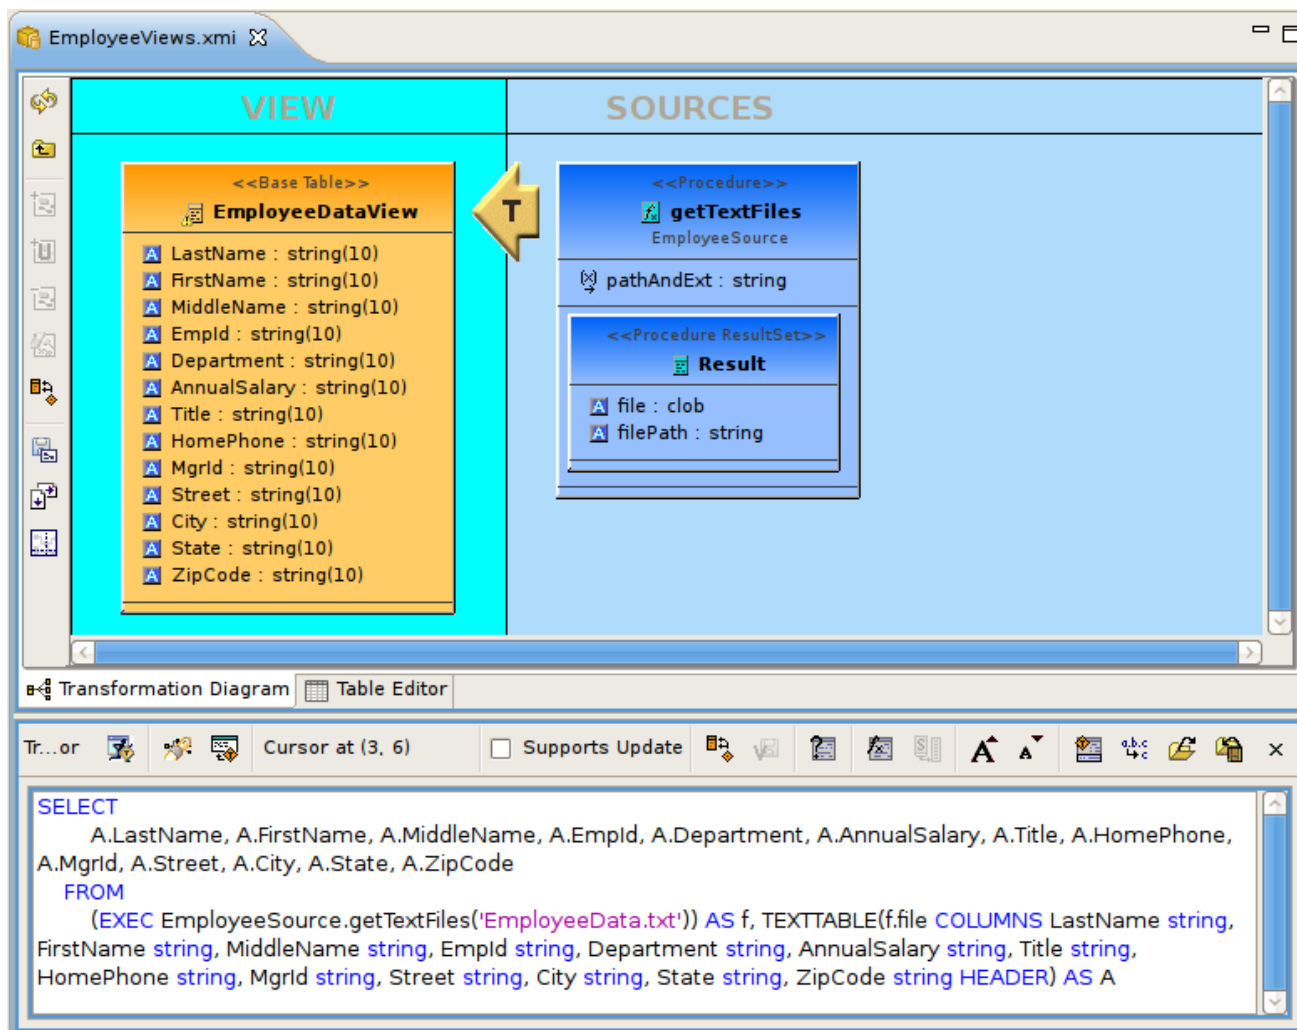 EmployeeViews.xmi
VIEW
SOURCES
<<Base Table>>
EmployeeDataView
LastName : string(10)
FirstName : string(10)
MiddleName : string(10)
EmpId : string(10)
Department : string(10)
AnnualSalary : string(10)
Title : string(10)
HomePhone : string(10)
MgrId : string(10)
Street : string(10)
City : string(10)
State : string(10)
ZipCode : string(10)
T
<<Procedure>>
getTextFiles
EmployeeSource
pathAndExt : string
<<Procedure ResultSet>>
Result
file : clob
filePath : string
Transformation Diagram
Table Editor
Tr...or
Cursor at (3, 6)
Supports Update
SELECT
A.LastName, A.FirstName, A.MiddleName, A.EmpId, A.Department, A.AnnualSalary, A.Title, A.HomePhone,
A.MgrId, A.Street, A.City, A.State, A.ZipCode
FROM
(EXEC EmployeeSource.getTextFiles('EmployeeData.txt')) AS f, TEXTTABLE(f.file COLUMNS LastName string,
FirstName string, MiddleName string, EmpId string, Department string, AnnualSalary string, Title string,
HomePhone string, MgrId string, Street string, City string, State string, ZipCode string HEADER) AS A